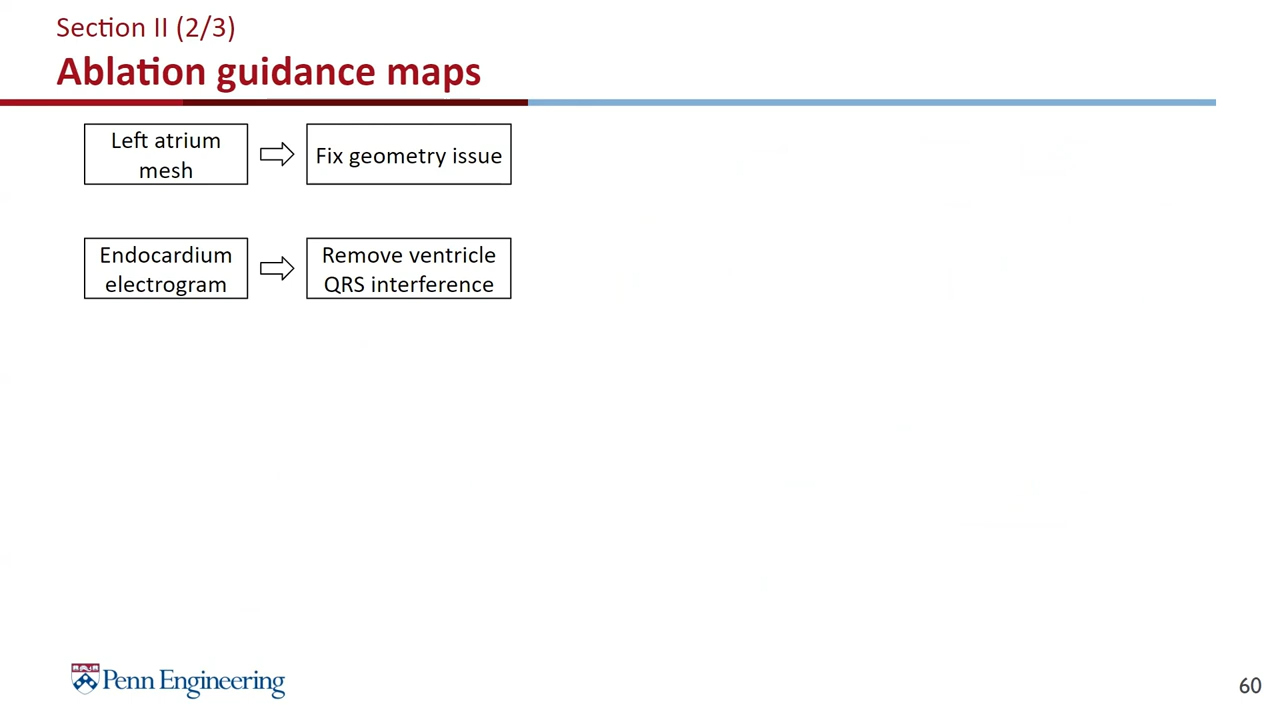 Section II (2/3)
Ablation guidance maps
Left atrium
mesh
Fix geometry issue
Endocardium
electrogram
Remove ventricle
QRS interference
Penn Engineering
60